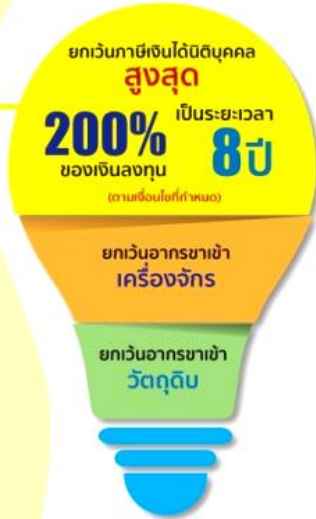 ยกเว้นภาษีเงินได้นิติบุคคล
สูงสุด
200% เป็นระยะเวลา
ของเงินลงทุน 8 ปี
(ตามเงื่อนไขที่กำหนด)
ยกเว้นอากรขาเข้า
เครื่องจักร
ยกเว้นอากรขาเข้า
วัตถุดิบ